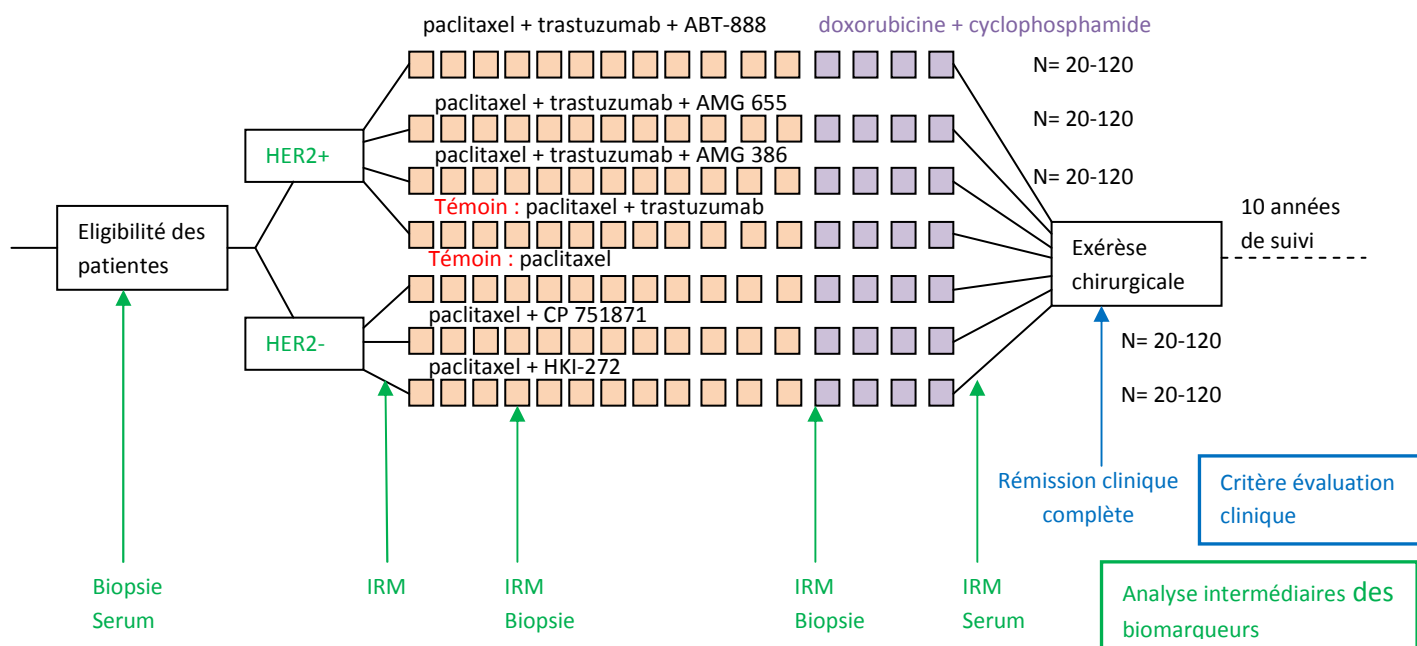 paclitaxel + trastuzumab + ABT-888
doxorubicine + cyclophosphamide
N= 20-120
paclitaxel + trastuzumab + AMG 655
N= 20-120
HER2+
paclitaxel + trastuzumab + AMG 386
N= 20-120
Témoin : paclitaxel + trastuzumab
Eligibilité des
patientes
Exérèse
chirurgicale
10 années
de suivi
Témoin : paclitaxel
paclitaxel + CP 751871
HER2-
N= 20-120
paclitaxel + HKI-272
N= 20-120
Rémission clinique
complète
Critère évaluation
clinique
Biopsie
Serum
IRM
IRM
Biopsie
IRM
Biopsie
IRM
Serum
Analyse intermédiaires des
biomarqueurs